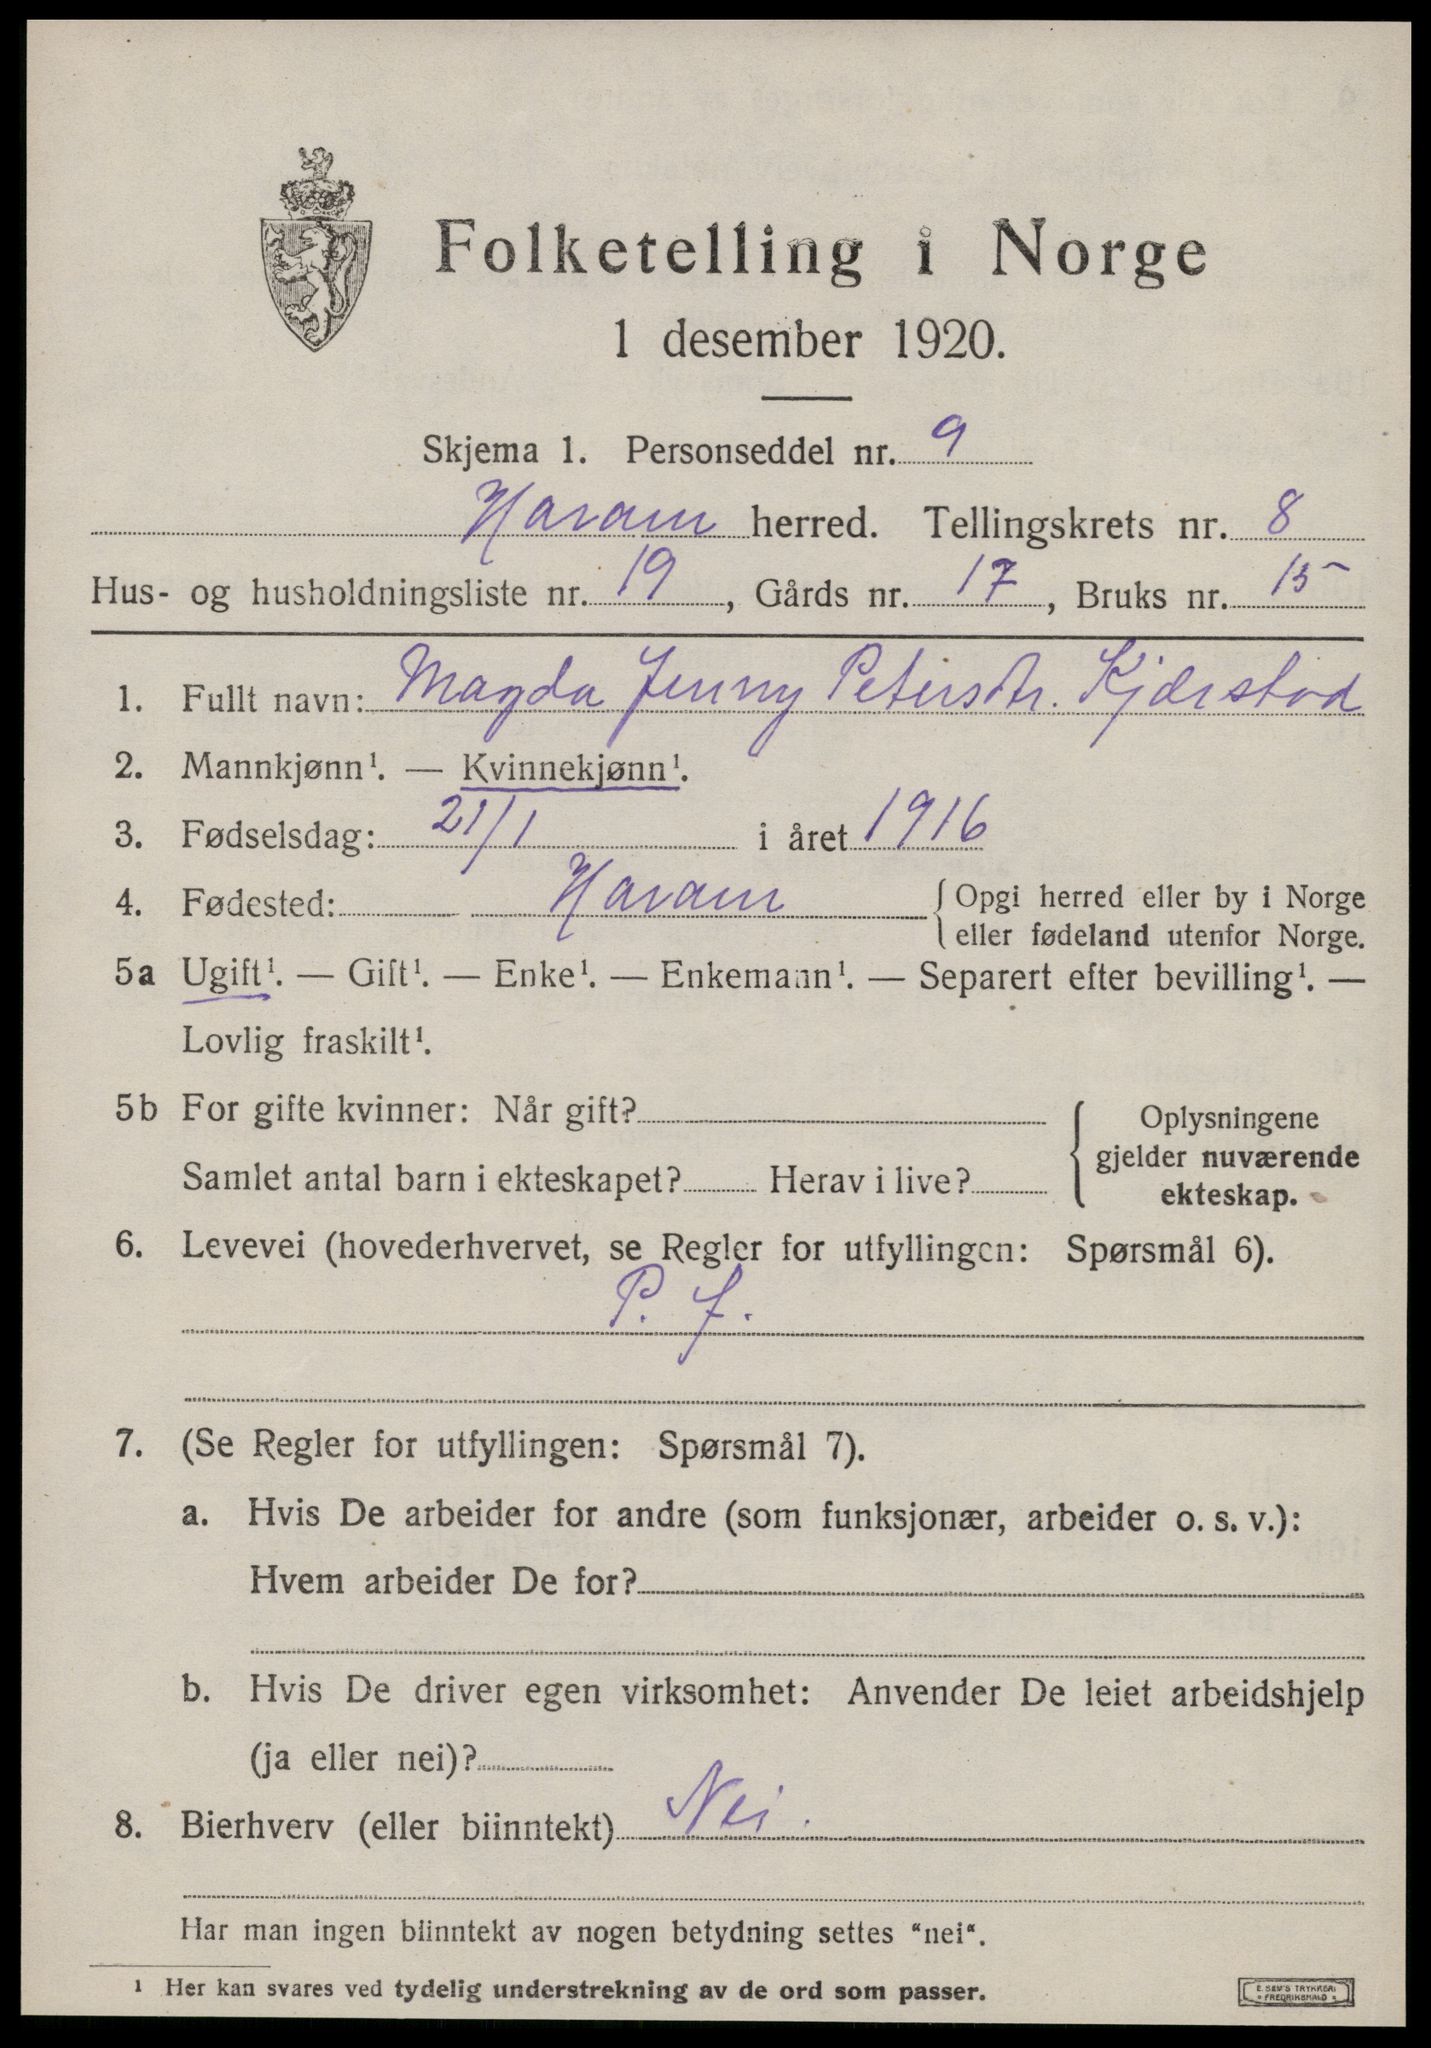 Folketelling i Norge
1 desember 1920.
Skjema 1. Personseddel nr. 9
Haram herred. Tellingskrets nr. 8
Hus- og husholdningsliste nr. 19, Gårds nr. 17, Bruks nr. 15
1. Fullt navn: Magda Jenny Petersdtr. Kjærstad
2. Mannkjønn¹. — Kvinnekjønn¹.
3. Fødselsdag: 21/1 i året 1916
4. Fødested: Haram {Opgi herred eller by i Norge
eller fødeland utenfor Norge.
5a Ugift¹. — Gift¹. — Enke¹. — Enkemann¹. — Separert efter bevilling¹. —
Lovlig fraskilt¹.
5b For gifte kvinner: Når gift?
Samlet antal barn i ekteskapet? Herav i live?
{Oplysningene
gjelder nuværende
ekteskap.
6. Levevei (hovederhvervet, se Regler for utfyllingen: Spørsmål 6).
P. f.
7. (Se Regler for utfyllingen: Spørsmål 7).
a. Hvis De arbeider for andre (som funksjonær, arbeider o. s. v.):
Hvem arbeider De for?
b. Hvis De driver egen virksomhet: Anvender De leiet arbeidshjelp
(ja eller nei)?
8. Bierhverv (eller biinntekt) Nei.
Har man ingen biinntekt av nogen betydning settes “nei“.
1 Her kan svares ved tydelig understrekning av de ord som passer.
E. SEM'S TRYKKERI
FREDRIKSHALD